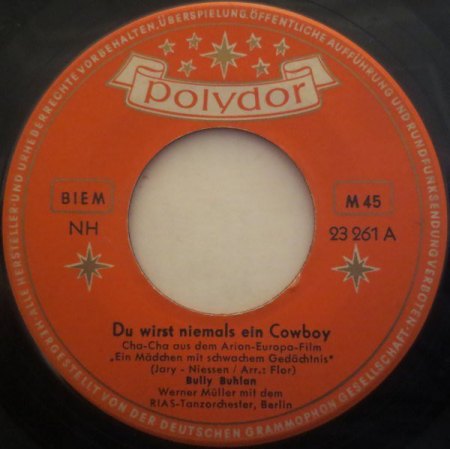 ALLE HERSTELLER- UND URHEBERRECHTE VORBEHALTEN. ÜBERSPIELUNG, ÖFFENTLICHE AUFFÜHRUNG UND RUNDFUNKSENDUNG VERBOTEN.
polydor
BIEM
M 45
NH
23 261 A
Du wirst niemals ein Cowboy
Cha-Cha aus dem Arion-Europa-Film
„Ein Mädchen mit schwachem Gedächtnis"
(Jary - Niessen / Arr.: Flor)
Bully Buhlan
Werner Müller mit dem
RIAS-Tanzorchester, Berlin
HERGESTELLT VON DER DEUTSCHEN GRAMMOPHON GESELLSCHAFT